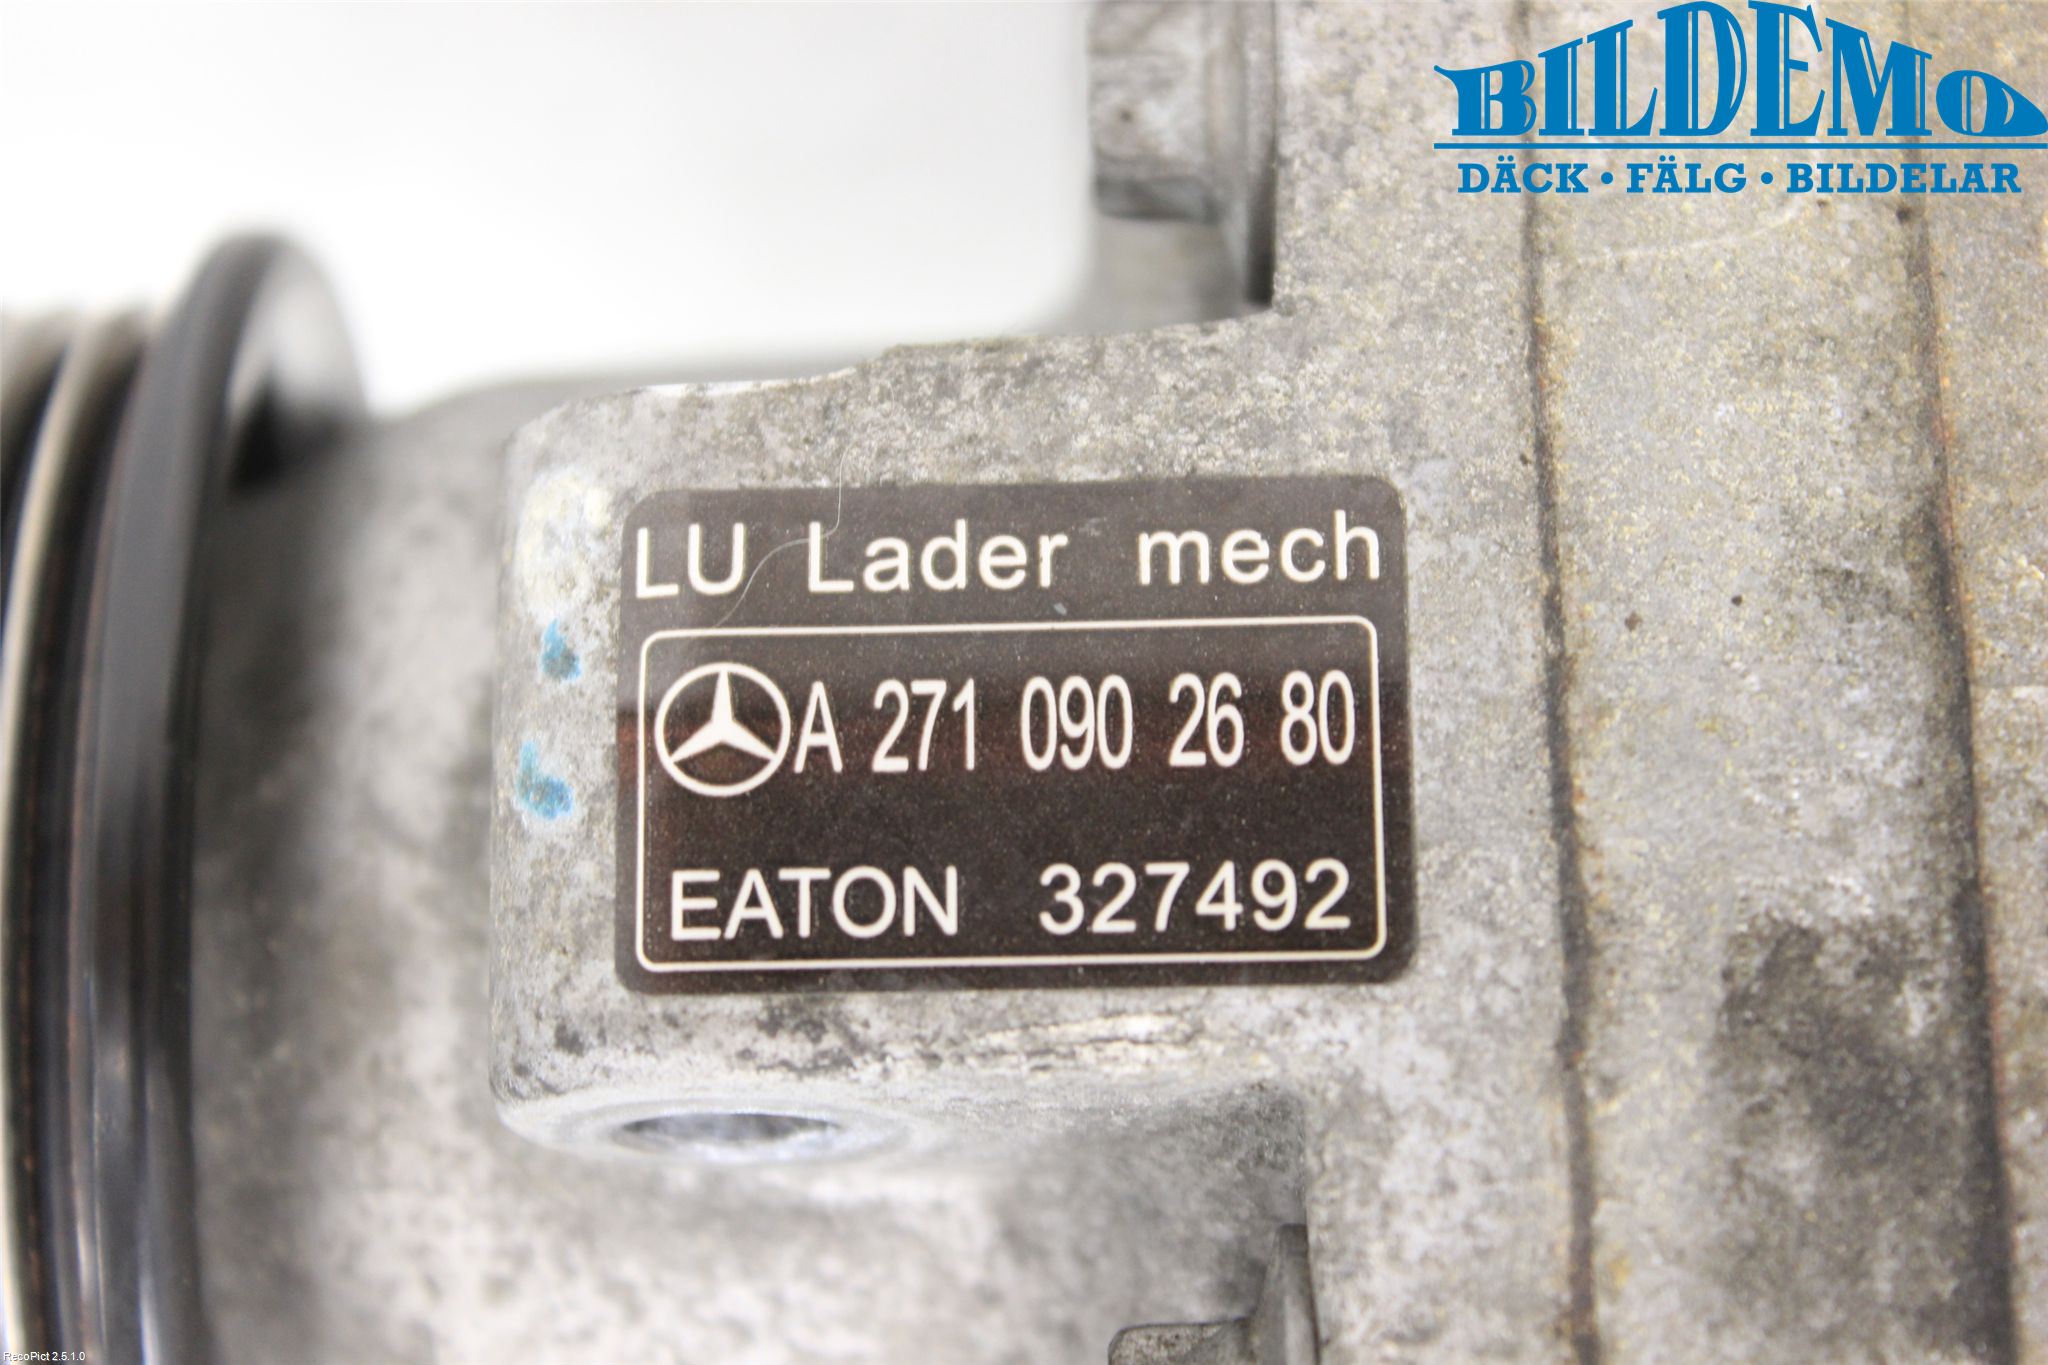 BILDEMO
DÄCK • FÄLG • BILDELAR
LU Lader mech
A 271 090 26 80
EATON 327492
RecoPict 2.5.1.0